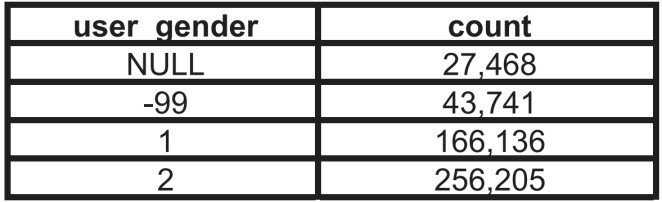 user_gender count
NULL 27,468
-99 43,741
1 166,136
2 256,205